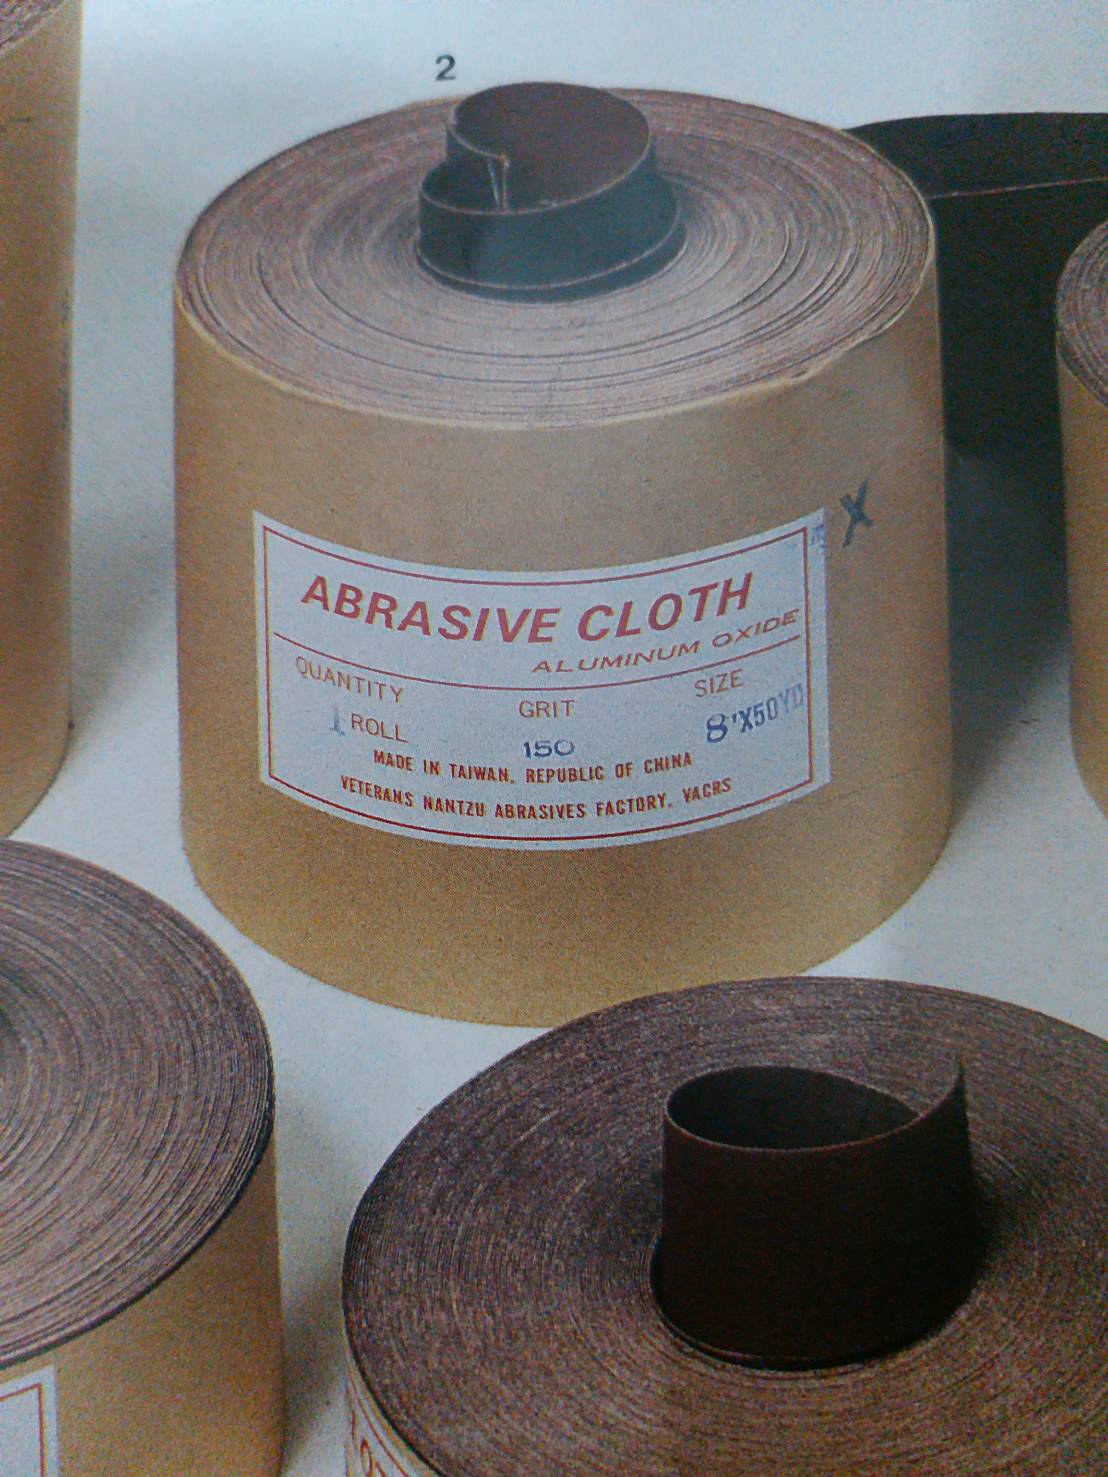 2
X
ABRASIVE CLOTH
ALUMINUM OXIDE
QUANTITY GRIT SIZE
1 ROLL 150 8"X50YD
MADE IN TAIWAN, REPUBLIC OF CHINA
VETERANS NANTZU ABRASIVES FACTORY, VACRS